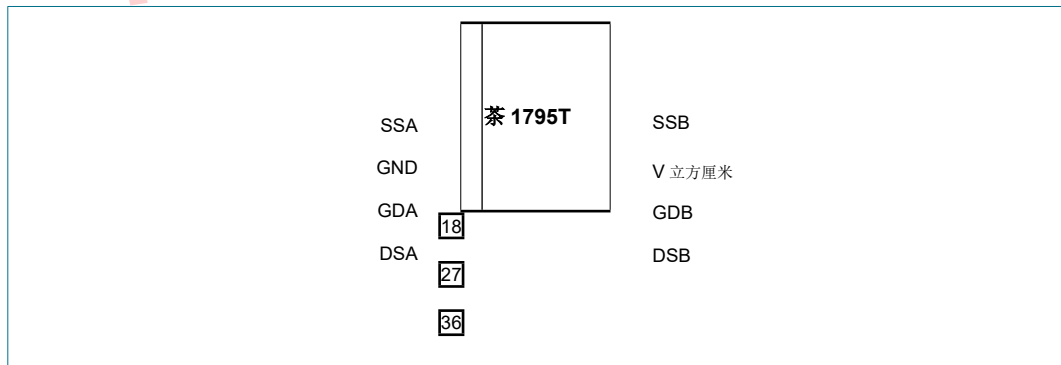 茶 1795T
SSA
SSB
GND
V 立方厘米
GDA
GDB
18
DSA
DSB
27
36